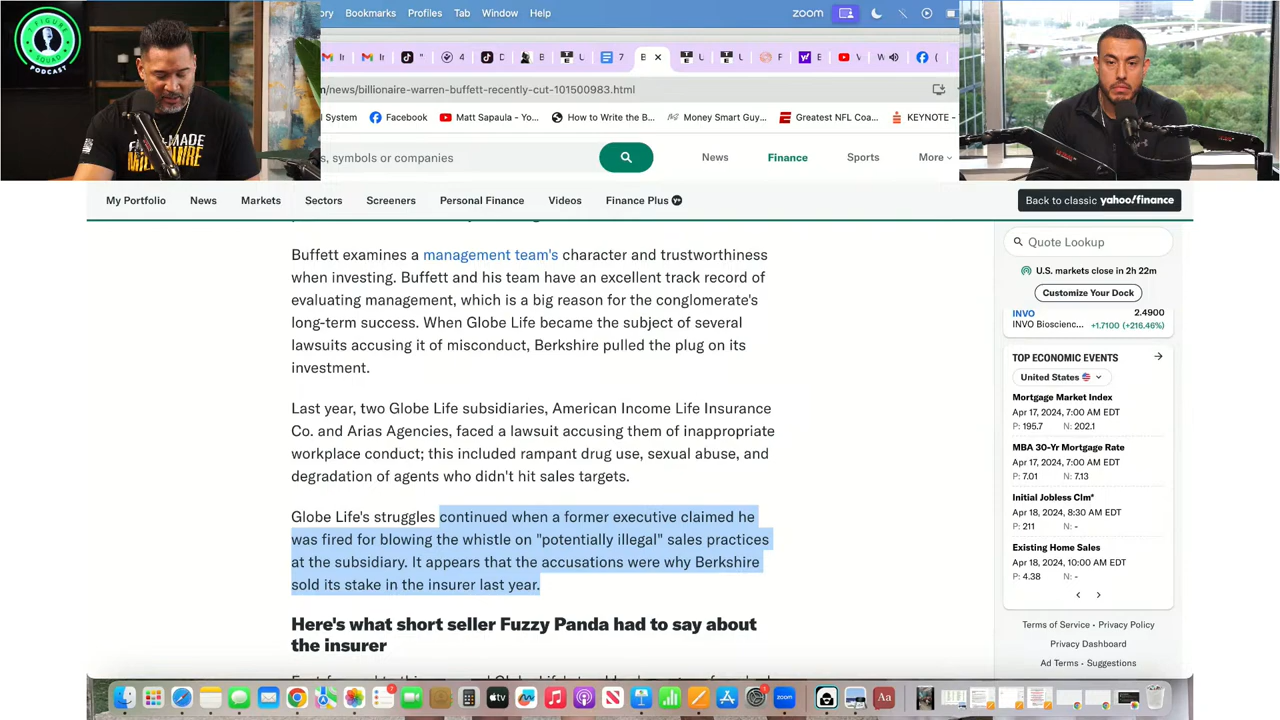 FIGURE
SQUAD
PODCAST
MADE
ory Bookmarks Profiles Tab Window Help
zoom
/news/billionaire-warren-buffett-recently-cut-101500983.html
System Facebook Matt Sapaula - Yo... How to Write the B... Money Smart Guy... Greatest NFL Coa... KEYNOTE -
s, symbols or companies
News Finance Sports More
My Portfolio News Markets Sectors Screeners Personal Finance Videos Finance Plus
Back to classic yahoo!finance
Buffett examines a management team's character and trustworthiness
when investing. Buffett and his team have an excellent track record of
evaluating management, which is a big reason for the conglomerate's
long-term success. When Globe Life became the subject of several
lawsuits accusing it of misconduct, Berkshire pulled the plug on its
investment.
Last year, two Globe Life subsidiaries, American Income Life Insurance
Co. and Arias Agencies, faced a lawsuit accusing them of inappropriate
workplace conduct; this included rampant drug use, sexual abuse, and
degradation of agents who didn't hit sales targets.
Globe Life's struggles continued when a former executive claimed he
was fired for blowing the whistle on "potentially illegal" sales practices
at the subsidiary. It appears that the accusations were why Berkshire
sold its stake in the insurer last year.
Here's what short seller Fuzzy Panda had to say about
the insurer
Quote Lookup
U.S. markets close in 2h 22m
Customize Your Dock
INVO 2.4900
INVO Bioscienc... +1.7100 (+216.46%)
TOP ECONOMIC EVENTS
United States
Mortgage Market Index
Apr 17, 2024, 7:00 AM EDT
P: 195.7 N: 202.1
MBA 30-Yr Mortgage Rate
Apr 17, 2024, 7:00 AM EDT
P: 7.01 N: 7.13
Initial Jobless Clm*
Apr 18, 2024, 8:30 AM EDT
P: 211 N: -
Existing Home Sales
Apr 18, 2024, 10:00 AM EDT
P: 4.38 N: -
Terms of Service • Privacy Policy
Privacy Dashboard
Ad Terms • Suggestions